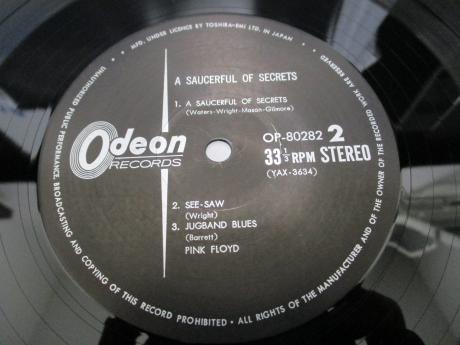 MFD. UNDER LICENCE BY TOSHIBA-EMI LTD. IN JAPAN • ALL RIGHTS OF THE MANUFACTURER AND OF THE OWNER OF THE RECORDED WORK ARE RESERVED
UNAUTHORIZED PUBLIC PERFORMANCE, BROADCASTING AND COPYING OF THIS RECORD PROHIBITED •
A SAUCERFUL OF SECRETS
1. A SAUCERFUL OF SECRETS
(Waters-Wright-Mason-Gilmore)
Odeon
RECORDS
OP-80282 2
33 1/3 RPM STEREO
(YAX-3634)
2. SEE-SAW
(Wright)
3. JUGBAND BLUES
(Barrett)
PINK FLOYD